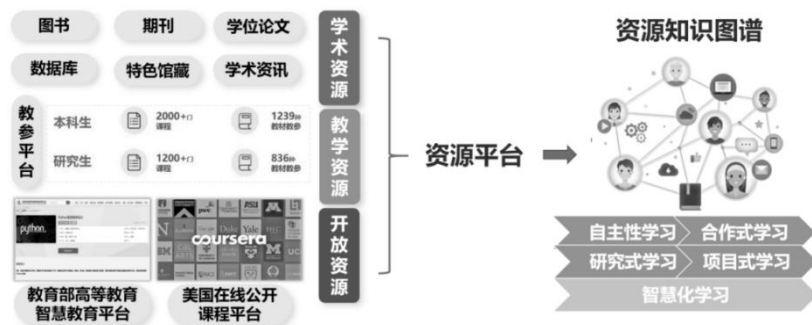 图书
期刊
学位论文
数据库
特色馆藏
学术资讯
学术资源
教参平台
本科生
2000+门
课程
1239种
教材教参
研究生
1200+门
课程
836种
教材教参
教学资源
python
coursera
Duke
Yale
UCI
开放资源
教育部高等教育
智慧教育平台
美国在线公开
课程平台
资源平台
资源知识图谱
自主性学习
合作式学习
研究式学习
项目式学习
智慧化学习